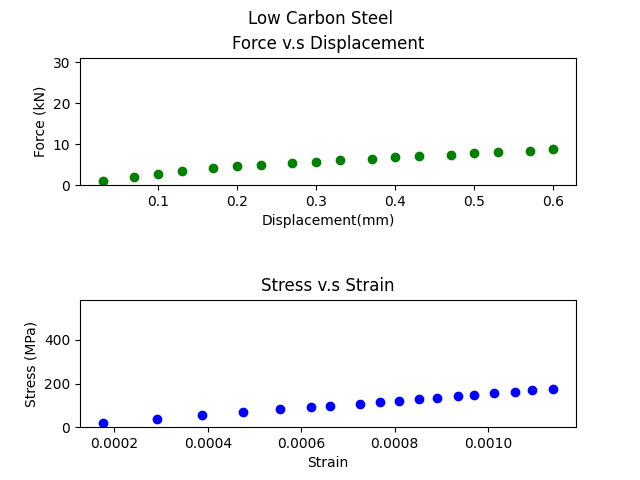 Low Carbon Steel
Force v.s Displacement
30
20
10
0
Force (kN)
0.1 0.2 0.3 0.4 0.5 0.6
Displacement(mm)
Stress v.s Strain
400
200
0
Stress (MPa)
0.0002 0.0004 0.0006 0.0008 0.0010
Strain